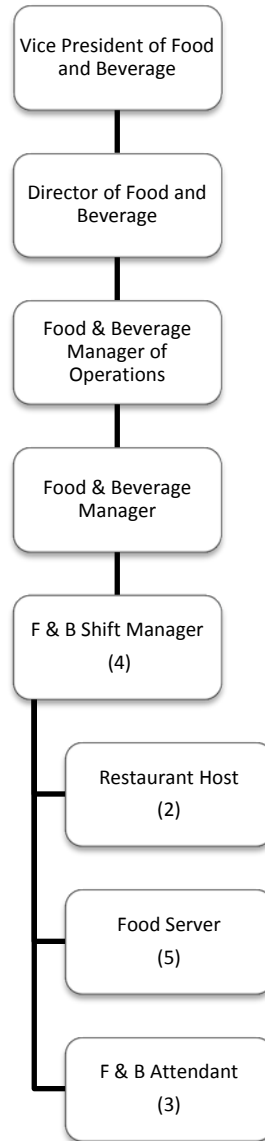 Vice President of Food
and Beverage
Director of Food and
Beverage
Food & Beverage
Manager of
Operations
Food & Beverage
Manager
F & B Shift Manager
(4)
Restaurant Host
(2)
Food Server
(5)
F & B Attendant
(3)